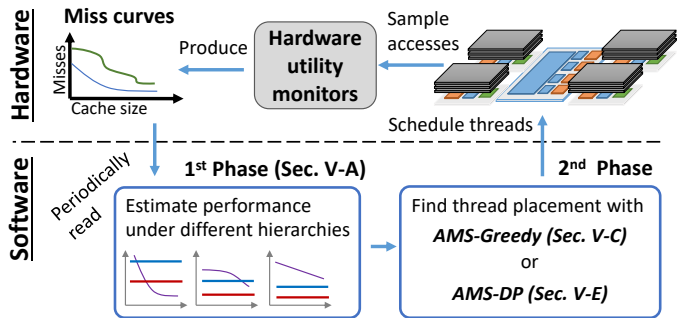 Hardware
Miss curves
Misses
Cache size
Produce
Hardware
utility
monitors
Sample
accesses
Schedule threads
Software
Periodically
read
1st Phase (Sec. V-A)
Estimate performance
under different hierarchies
2nd Phase
Find thread placement with
AMS-Greedy (Sec. V-C)
or
AMS-DP (Sec. V-E)